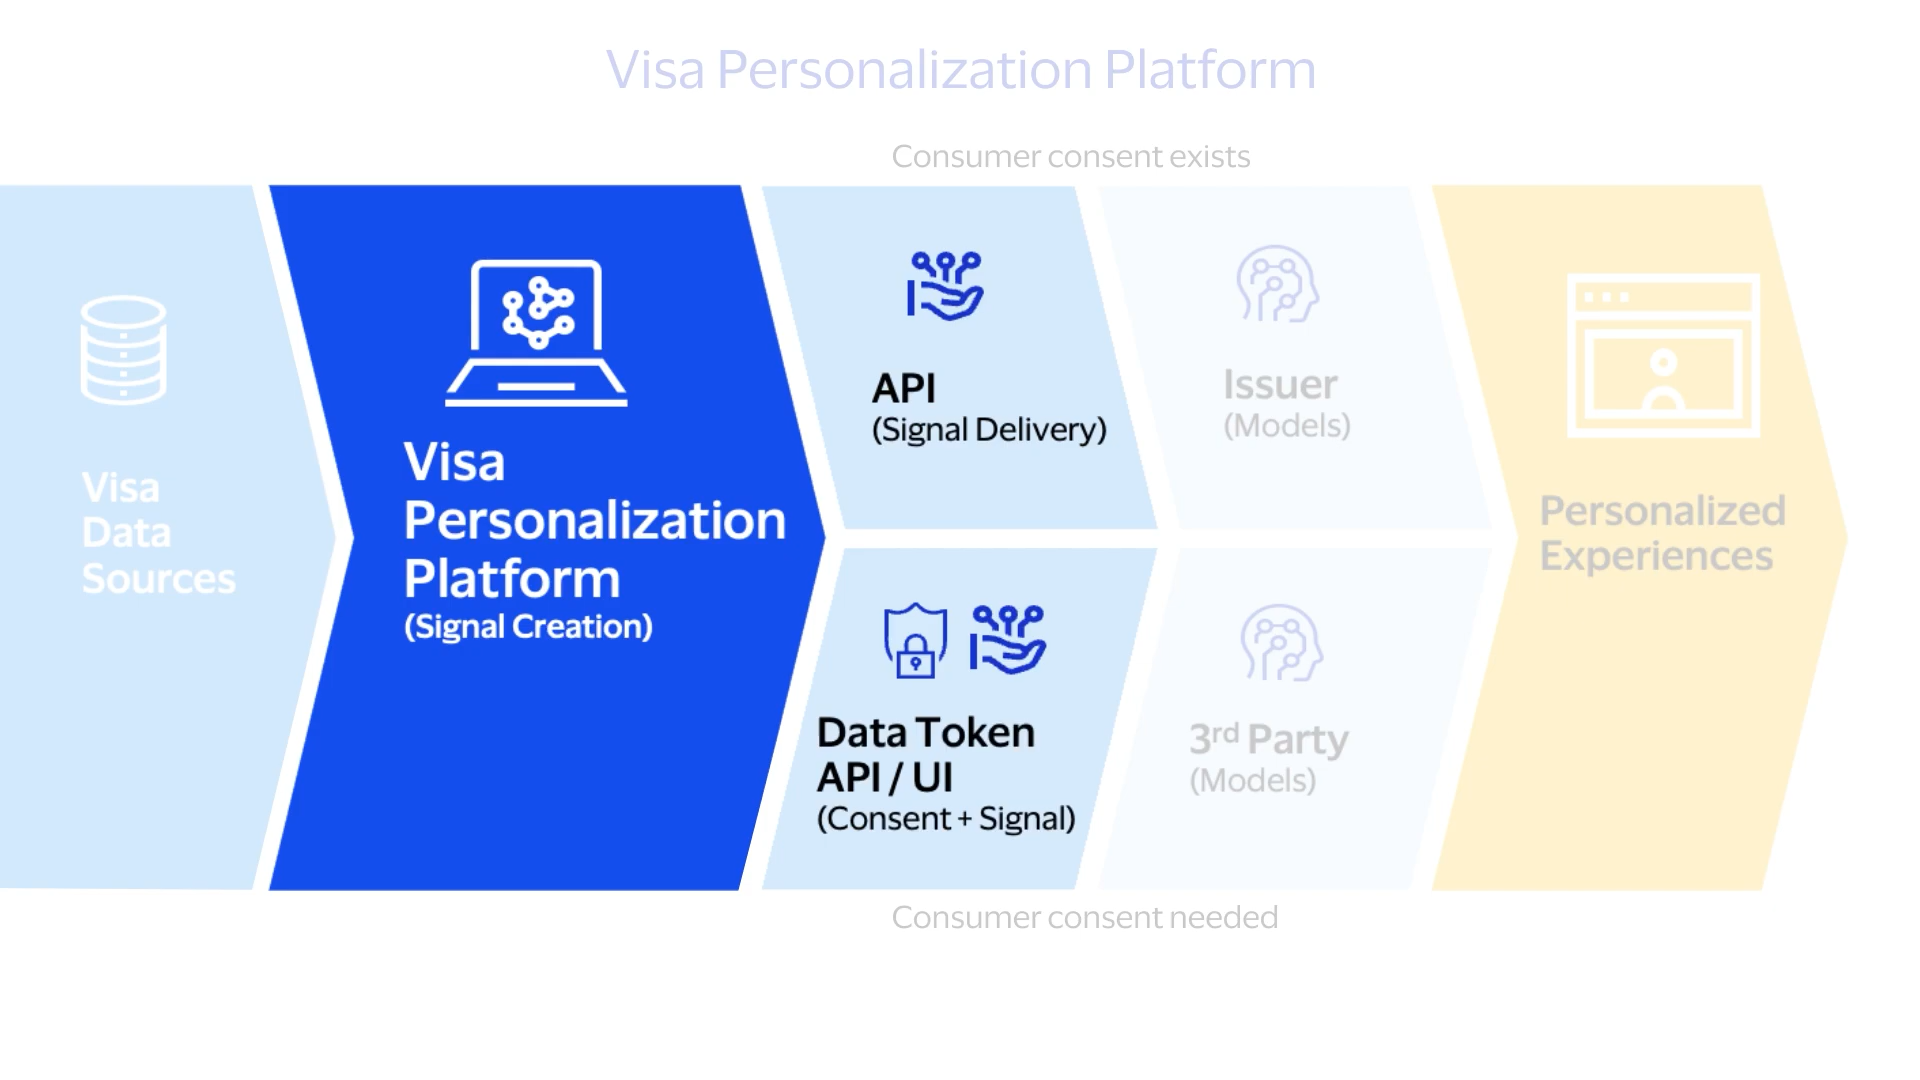 Visa Personalization Platform
Consumer consent exists
Visa
Data
Sources
Visa
Personalization
Platform
(Signal Creation)
API
(Signal Delivery)
Issuer
(Models)
Data Token
API / UI
(Consent + Signal)
3rd Party
(Models)
Personalized
Experiences
Consumer consent needed